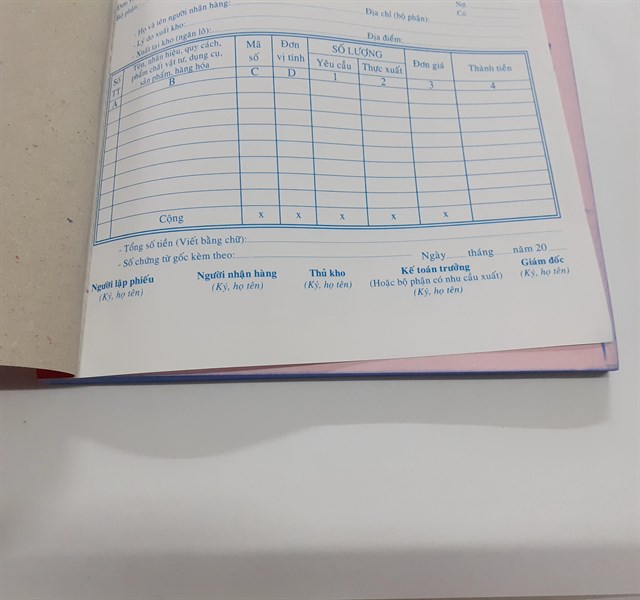 Bộ phận:
Nợ
- Họ và tên người nhận hàng: Địa chỉ (bộ phận): Có
- Lý do xuất kho:
- Xuất tại kho (ngăn lô): Địa điểm:
Số TT
Tên, nhãn hiệu, quy cách,
phẩm chất vật tư, dụng cụ,
sản phẩm, hàng hóa
Mã số
Đơn vị tính
SỐ LƯỢNG
Yêu cầu Thực xuất
Đơn giá
Thành tiền
A B C D 1 2 3 4
Cộng x x x x x
- Tổng số tiền (Viết bằng chữ):
- Số chứng từ gốc kèm theo:
Ngày tháng năm 20
Người lập phiếu
(Ký, họ tên)
Người nhận hàng
(Ký, họ tên)
Thủ kho
(Ký, họ tên)
Kế toán trưởng
(Hoặc bộ phận có nhu cầu xuất)
(Ký, họ tên)
Giám đốc
(Ký, họ tên)